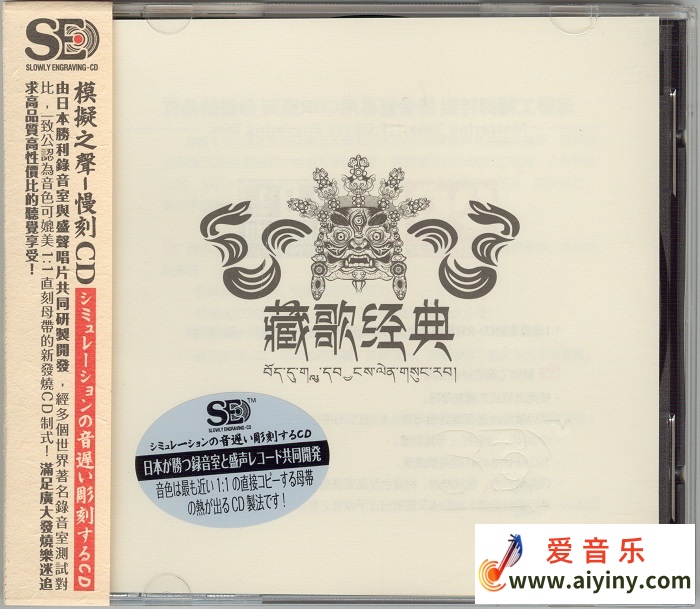 SE
SLOWLY ENGRAVING-CD
模擬之聲-慢刻CD
シミュレーションの音遅い彫刻するCD
由日本勝利錄音室與盛聲唱片共同研製開發，經多個世界著名錄音室測試對
比，一致公認為音色可媲美1:1直刻母帶的新發燒CD制式！滿足廣大發燒樂迷追
求高品質高性價比的聽覺享受！
藏歌经典
SE™
SLOWLY ENGRAVING-CD
シミュレーションの音遅い彫刻するCD
日本が勝つ録音室と盛声レコード共同開発
音色は最も近い1:1の直接コピーする母帯
の熱が出るCD製法です！
爱音乐
www.aiyiny.com